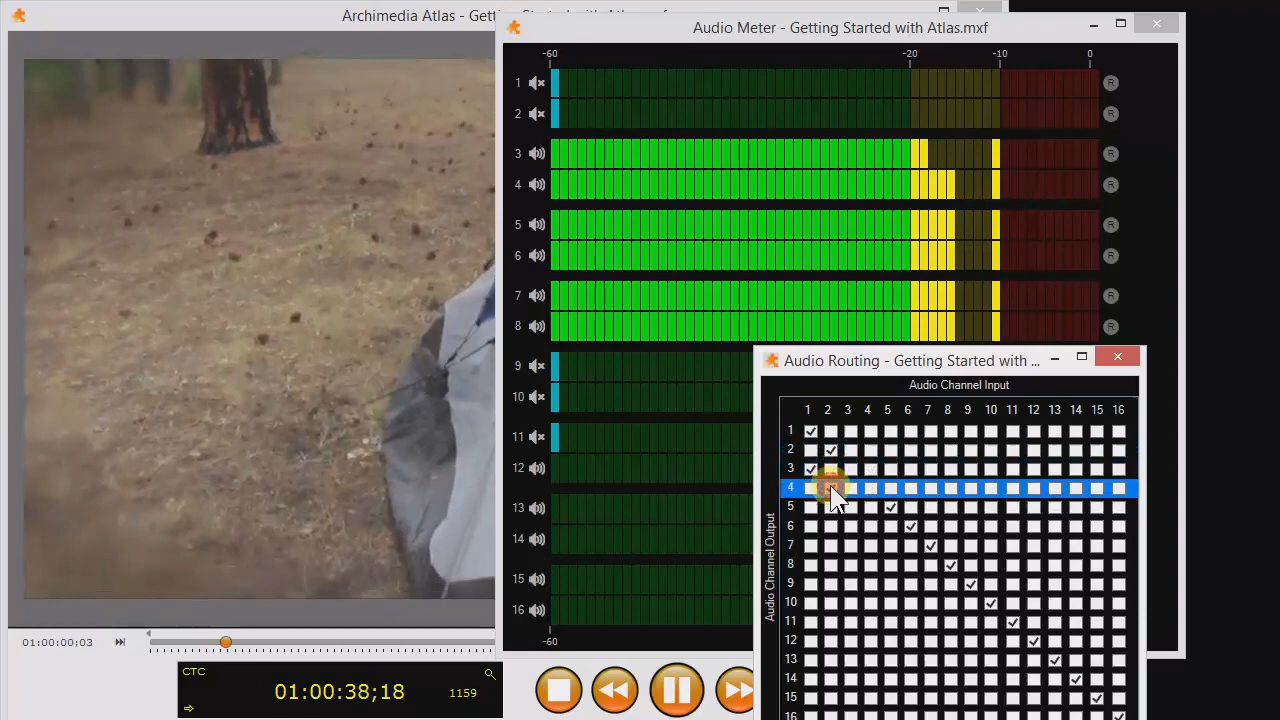 Archimedia Atlas - Gett
Audio Meter - Getting Started with Atlas.mxf
-60 -20 -10 0
1 R
2 R
3 R
4 R
5 R
6 R
7 R
8 R
9
10
11
12
13
14
15
16
-60
Audio Routing - Getting Started with ...
Audio Channel Input
1 2 3 4 5 6 7 8 9 10 11 12 13 14 15 16
Audio Channel Output
1
2
3
4
5
6
7
8
9
10
11
12
13
14
15
16
01:00:00;03
CTC
01:00:38;18 1159